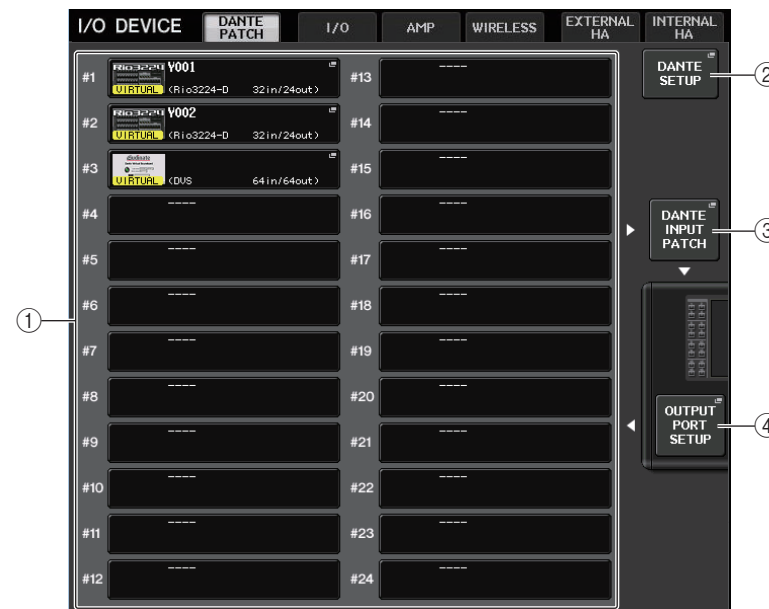 I/O DEVICE
DANTE PATCH
I/O
AMP
WIRELESS
EXTERNAL HA
INTERNAL HA
#1
Rio3224
Y001
VIRTUAL
(Rio3224-D 32in/24out)
#2
Rio3224
Y002
VIRTUAL
(Rio3224-D 32in/24out)
#3
Audinate
VIRTUAL
(DVS 64in/64out)
#4
----
#5
----
#6
----
#7
----
#8
----
#9
----
#10
----
#11
----
#12
----
#13
----
#14
----
#15
----
#16
----
#17
----
#18
----
#19
----
#20
----
#21
----
#22
----
#23
----
#24
----
DANTE
SETUP
DANTE
INPUT
PATCH
OUTPUT
PORT
SETUP
①
②
③
④